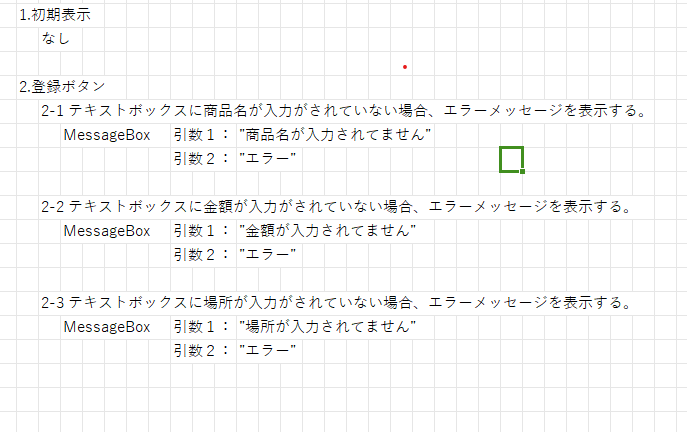 1.初期表示
なし
2.登録ボタン
2-1 テキストボックスに商品名が入力がされていない場合、エラーメッセージを表示する。
MessageBox 引数１： ”商品名が入力されてません”
引数２： ”エラー”
2-2 テキストボックスに金額が入力がされていない場合、エラーメッセージを表示する。
MessageBox 引数１： ”金額が入力されてません”
引数２： ”エラー”
2-3 テキストボックスに場所が入力がされていない場合、エラーメッセージを表示する。
MessageBox 引数１： ”場所が入力されてません”
引数２： ”エラー”